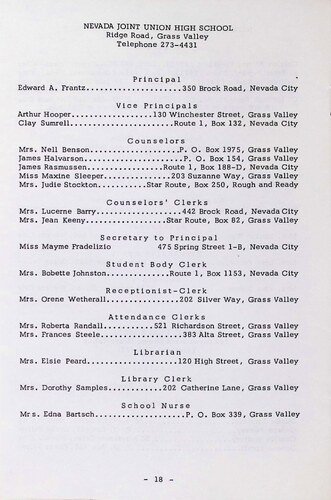 NEVADA JOINT UNION HIGH SCHOOL
Ridge Road, Grass Valley
Telephone 273-4431
Principal
Edward A. Frantz....................350 Brock Road, Nevada City
Vice Principals
Arthur Hooper................130 Winchester Street, Grass Valley
Clay Sumrell....................Route 1, Box 132, Nevada City
Counselors
Mrs. Neil Benson..................P. O. Box 1975, Grass Valley
James Halvarson....................P. O. Box 154, Grass Valley
James Rasmussen................Route 1, Box 188-D, Nevada City
Miss Maxine Sleeper.............203 Suzanne Way, Grass Valley
Mrs. Judie Stockton...........Star Route, Box 250, Rough and Ready
Counselors' Clerks
Mrs. Lucerne Barry................442 Brock Road, Nevada City
Mrs. Jean Keeny................Star Route, Box 82, Grass Valley
Secretary to Principal
Miss Mayme Fradelizio 475 Spring Street 1-B, Nevada City
Student Body Clerk
Mrs. Bobette Johnston............Route 1, Box 1153, Nevada City
Receptionist-Clerk
Mrs. Orene Wetherall..............202 Silver Way, Grass Valley
Attendance Clerks
Mrs. Roberta Randall..........521 Richardson Street, Grass Valley
Mrs. Frances Steele................383 Alta Street, Grass Valley
Librarian
Mrs. Elsie Peard..................120 High Street, Grass Valley
Library Clerk
Mrs. Dorothy Samples...........202 Catherine Lane, Grass Valley
School Nurse
Mrs. Edna Bartsch..................P. O. Box 339, Grass Valley
- 18 -